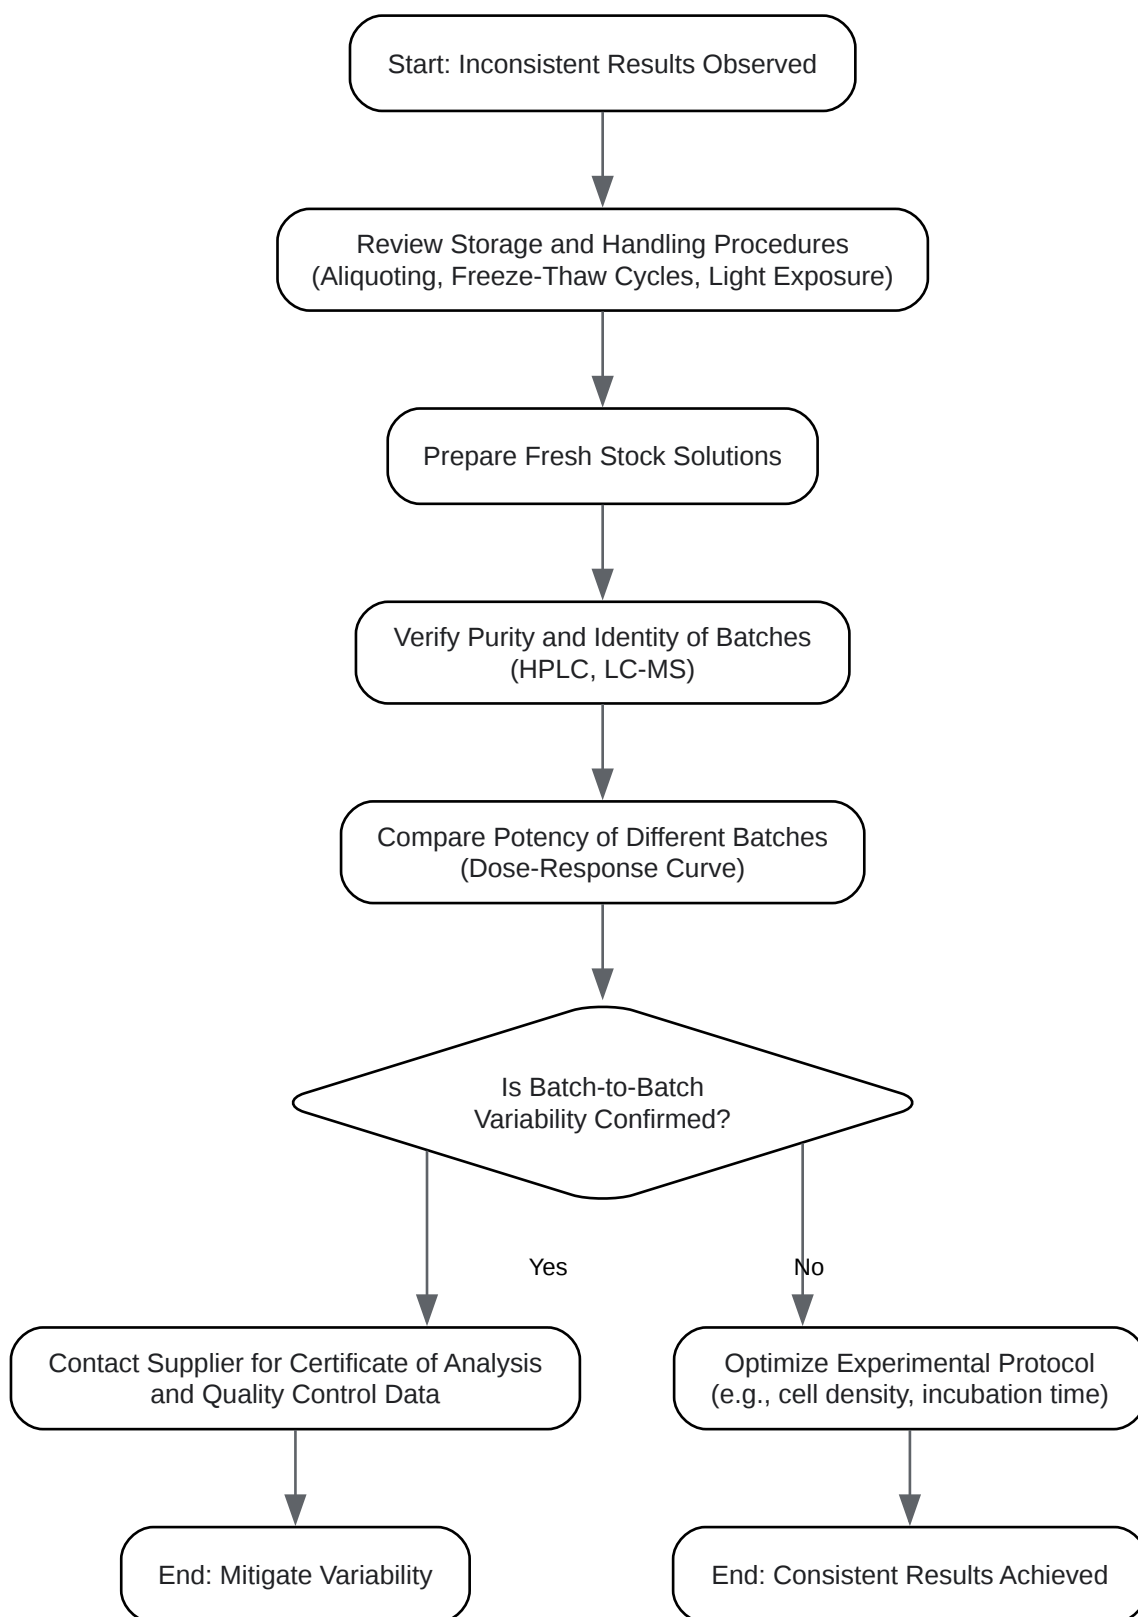 Start: Inconsistent Results Observed
Review Storage and Handling Procedures
(Aliquoting, Freeze-Thaw Cycles, Light Exposure)
Prepare Fresh Stock Solutions
Verify Purity and Identity of Batches
(HPLC, LC-MS)
Compare Potency of Different Batches
(Dose-Response Curve)
Is Batch-to-Batch
Variability Confirmed?
Yes
No
Contact Supplier for Certificate of Analysis
and Quality Control Data
Optimize Experimental Protocol
(e.g., cell density, incubation time)
End: Mitigate Variability
End: Consistent Results Achieved